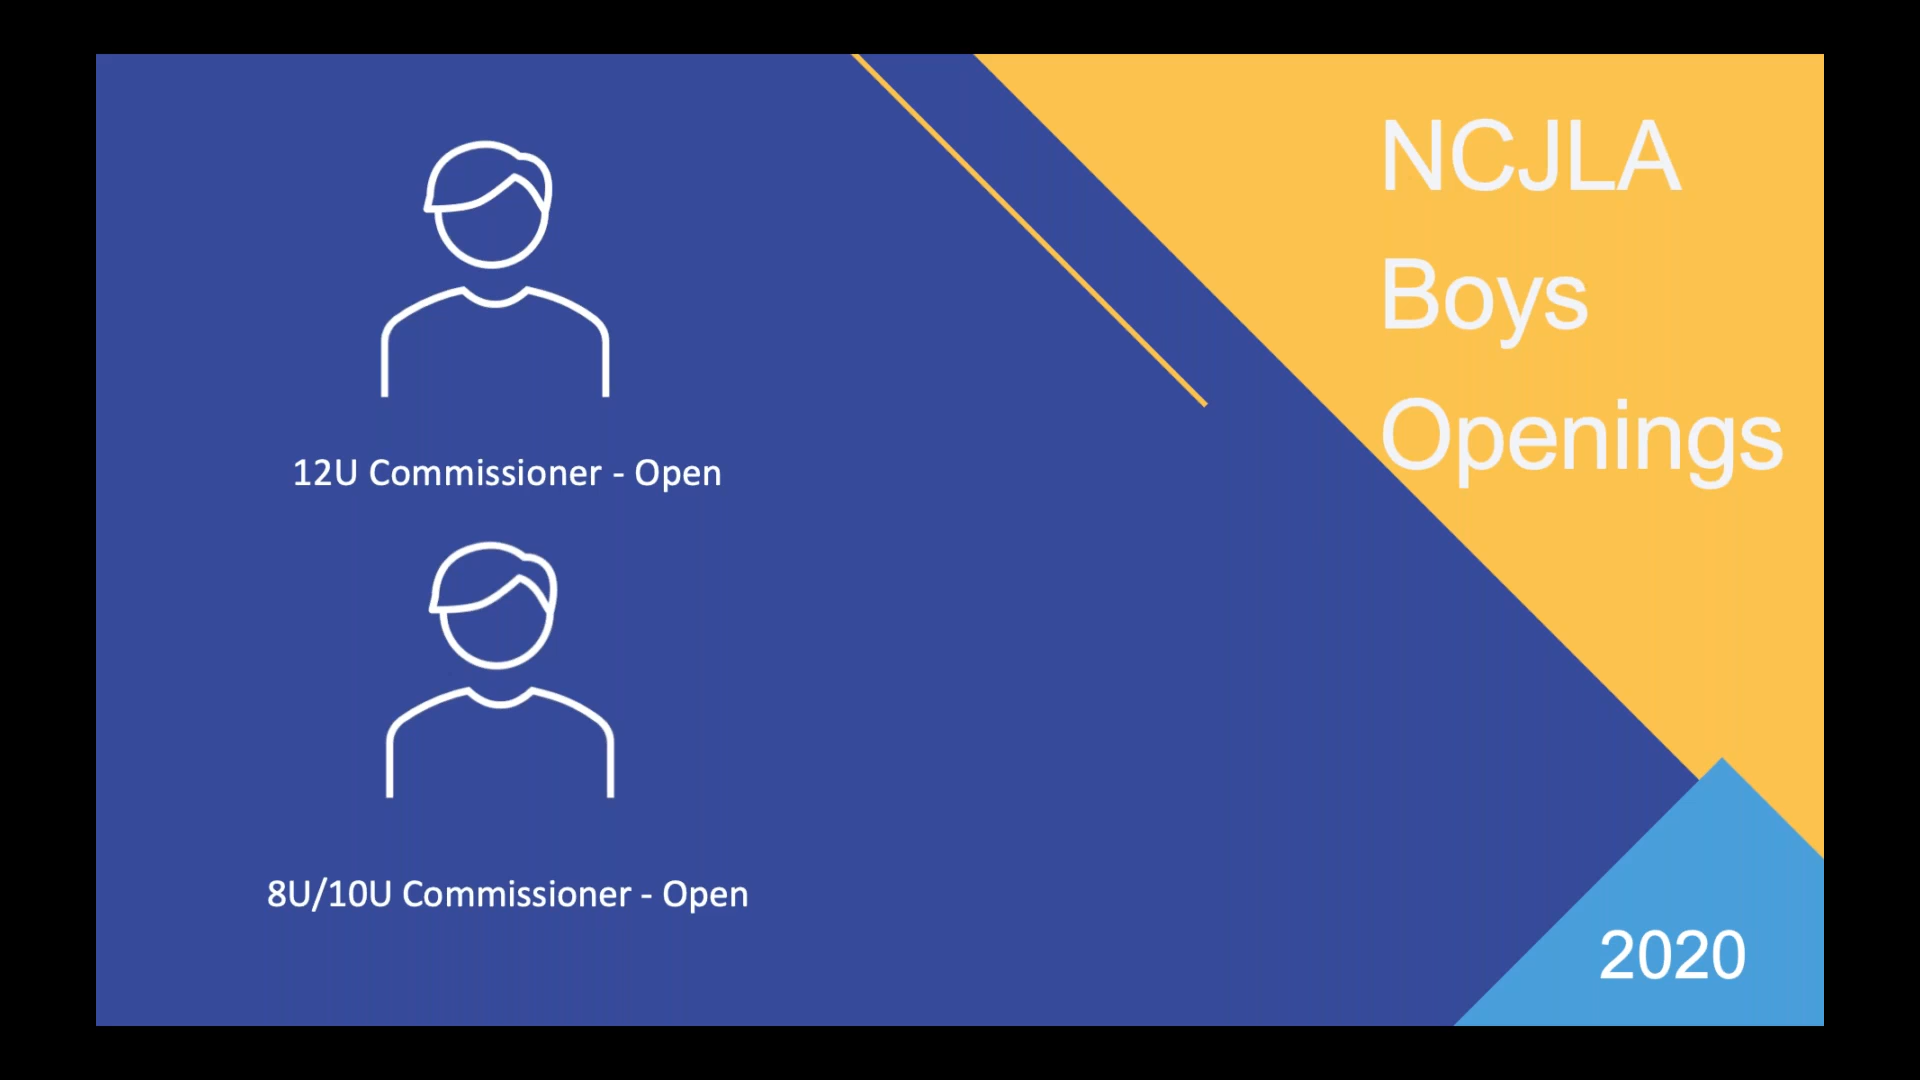 NCJLA
Boys
Openings
12U Commissioner - Open
8U/10U Commissioner - Open
2020